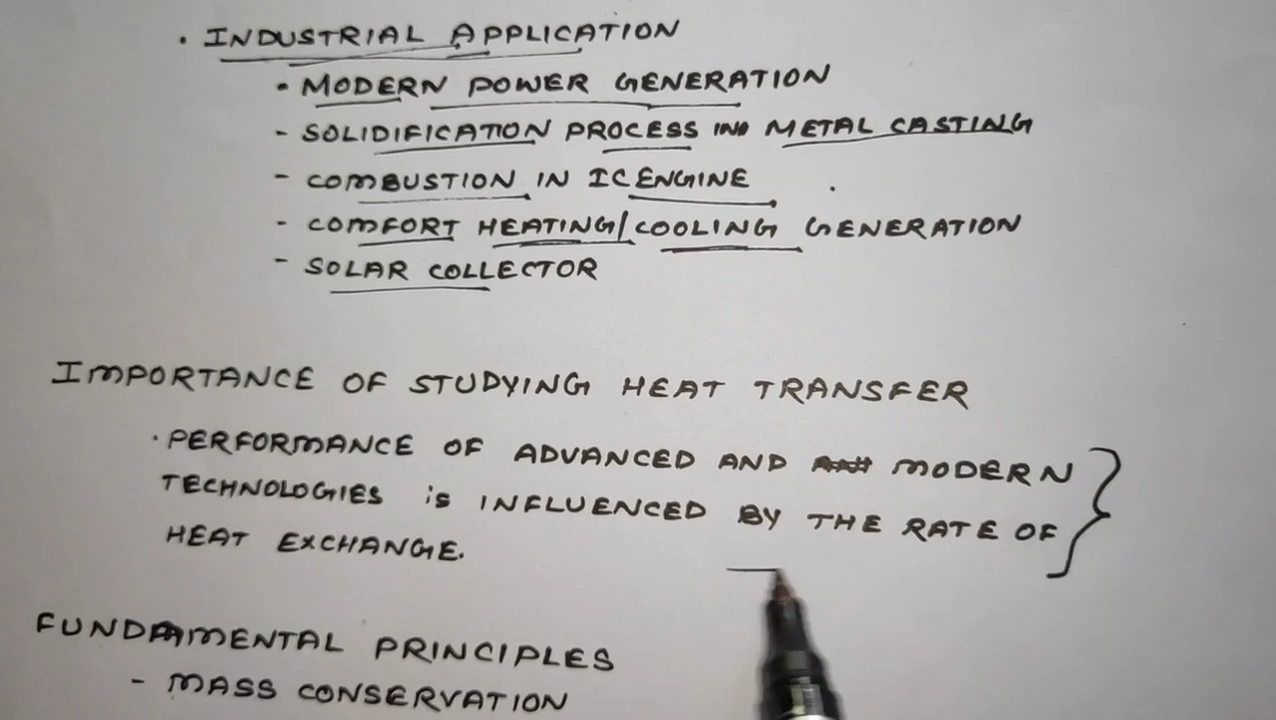 • INDUSTRIAL APPLICATION
• MODERN POWER GENERATION
- SOLIDIFICATION PROCESS IN METAL CASTING
- COMBUSTION IN IC ENGINE
- COMFORT HEATING/COOLING GENERATION
- SOLAR COLLECTOR
IMPORTANCE OF STUDYING HEAT TRANSFER
• PERFORMANCE OF ADVANCED AND MODERN
TECHNOLOGIES is INFLUENCED BY THE RATE OF
HEAT EXCHANGE.
FUNDAMENTAL PRINCIPLES
- MASS CONSERVATION